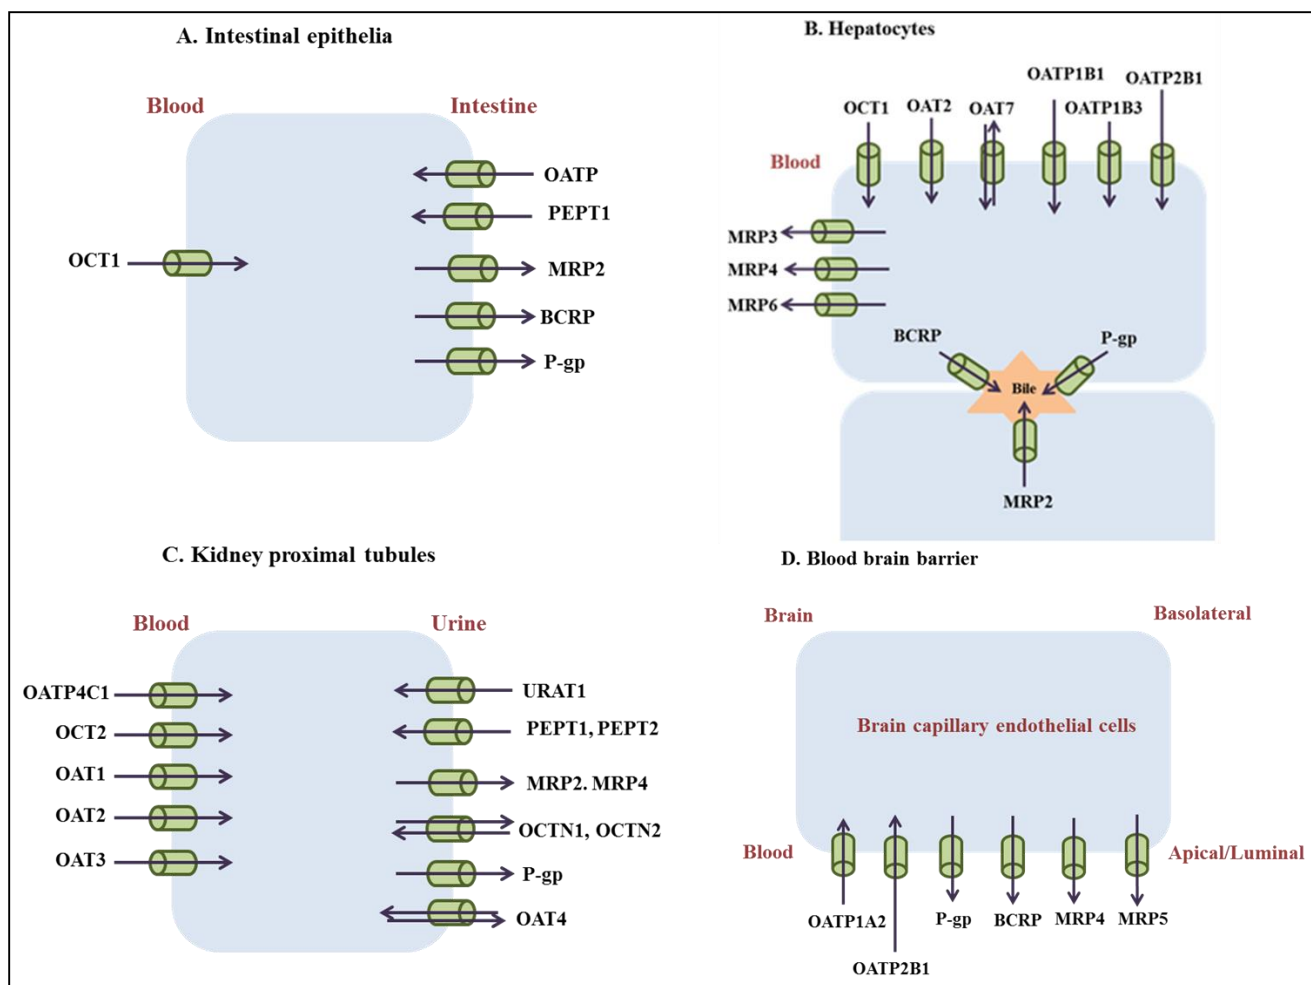 A. Intestinal epithelia
Blood
Intestine
OATP
PEPT1
OCT1
MRP2
BCRP
P-gp
B. Hepatocytes
OATP1B1
OATP2B1
OCT1
OAT2
OAT7
OATP1B3
Blood
MRP3
MRP4
MRP6
BCRP
P-gp
Bile
MRP2
C. Kidney proximal tubules
Blood
Urine
OATP4C1
OCT2
OAT1
OAT2
OAT3
URAT1
PEPT1, PEPT2
MRP2. MRP4
OCTN1, OCTN2
P-gp
OAT4
D. Blood brain barrier
Brain
Basolateral
Brain capillary endothelial cells
Blood
Apical/Luminal
OATP1A2
P-gp
BCRP
MRP4
MRP5
OATP2B1